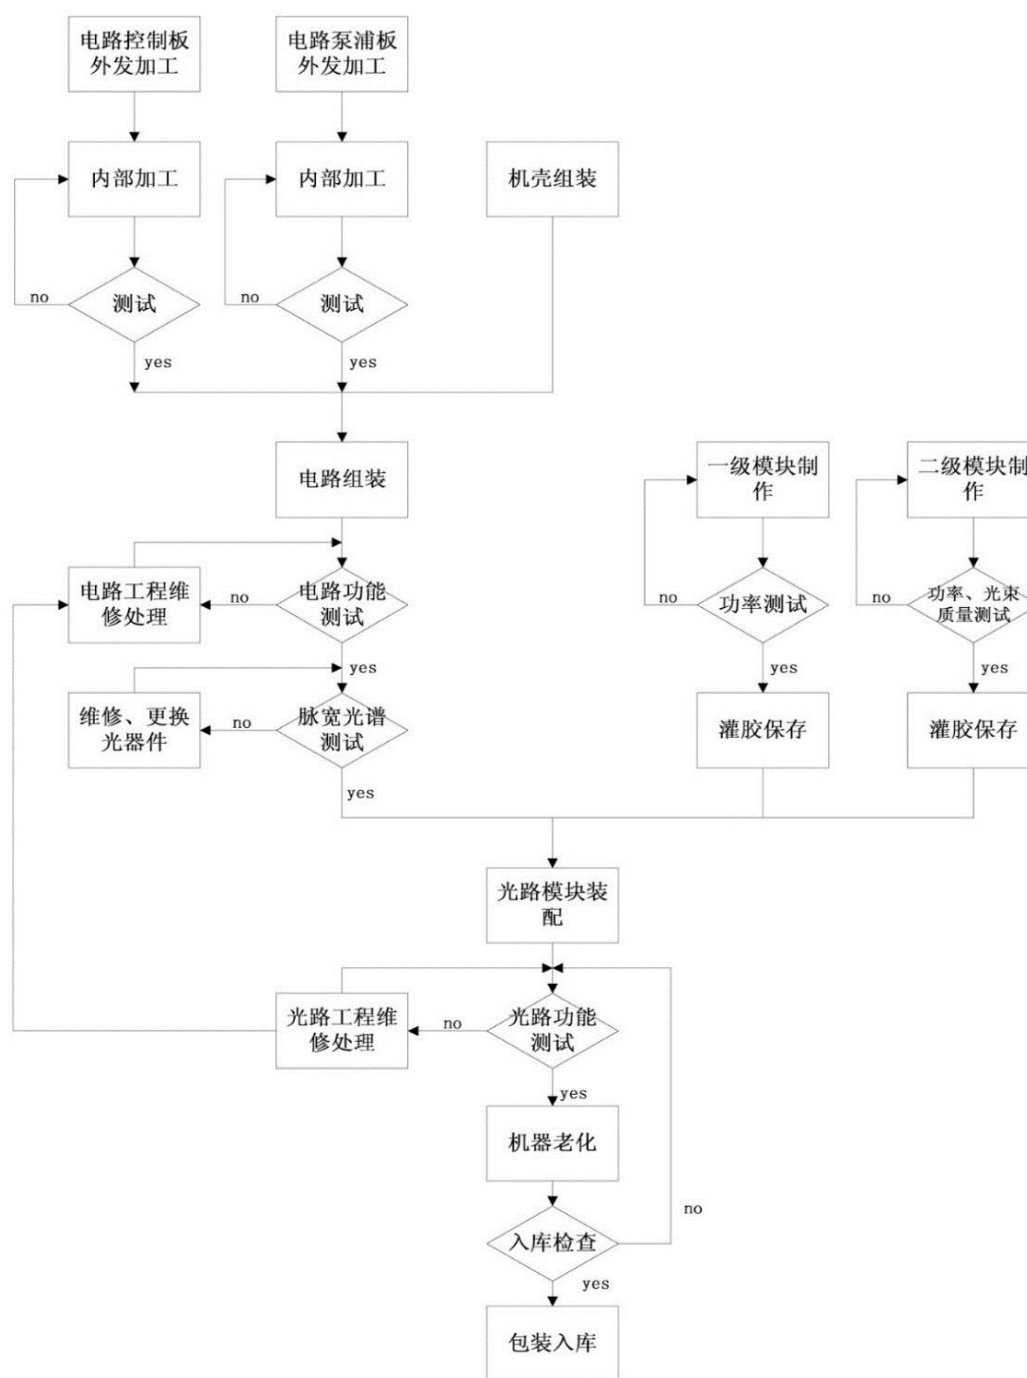 电路控制板
外发加工
电路泵浦板
外发加工
内部加工
内部加工
机壳组装
no
测试
no
测试
yes
yes
电路组装
一级模块制
作
二级模块制
作
电路工程维
修处理
no
电路功能
测试
no
功率测试
no
功率、光束
质量测试
yes
yes
yes
维修、更换
光器件
no
脉宽光谱
测试
灌胶保存
灌胶保存
yes
光路模块装
配
光路工程维
修处理
no
光路功能
测试
yes
机器老化
no
入库检查
yes
包装入库